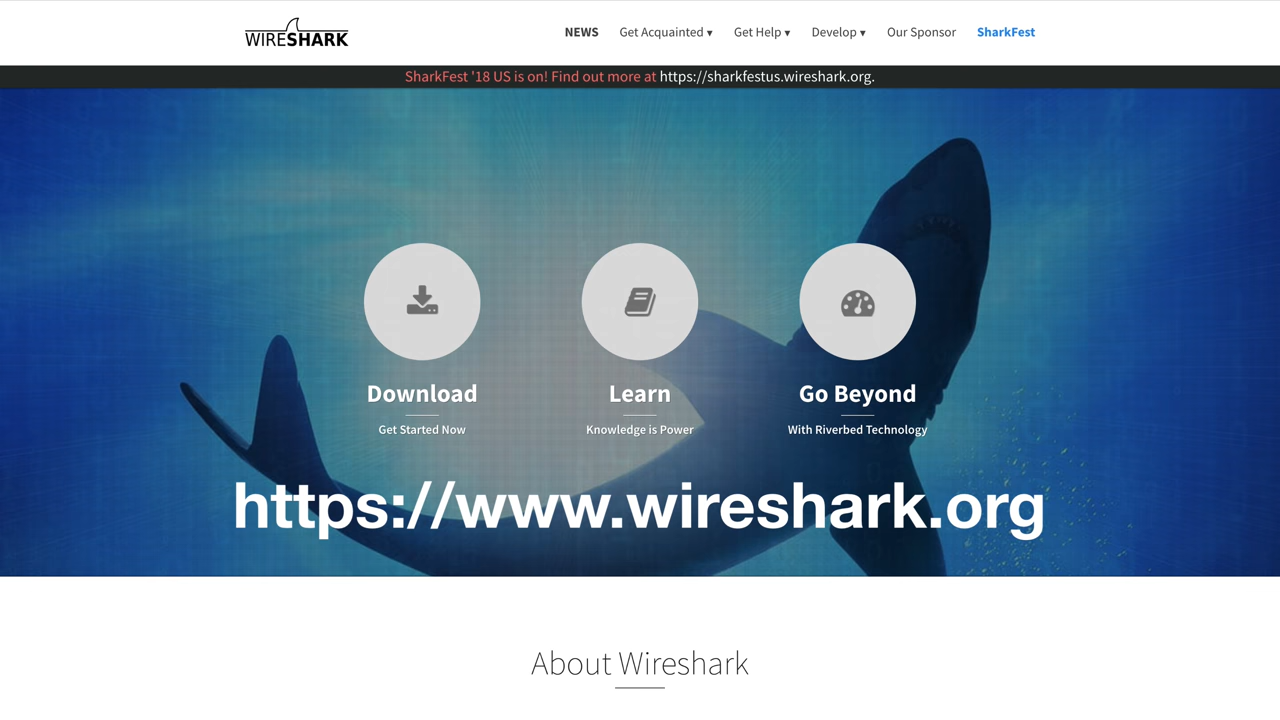 WIRESHARK
NEWS Get Acquainted ▾ Get Help ▾ Develop ▾ Our Sponsor SharkFest
SharkFest '18 US is on! Find out more at https://sharkfestus.wireshark.org.
Download Learn Go Beyond
Get Started Now Knowledge is Power With Riverbed Technology
https://www.wireshark.org
About Wireshark